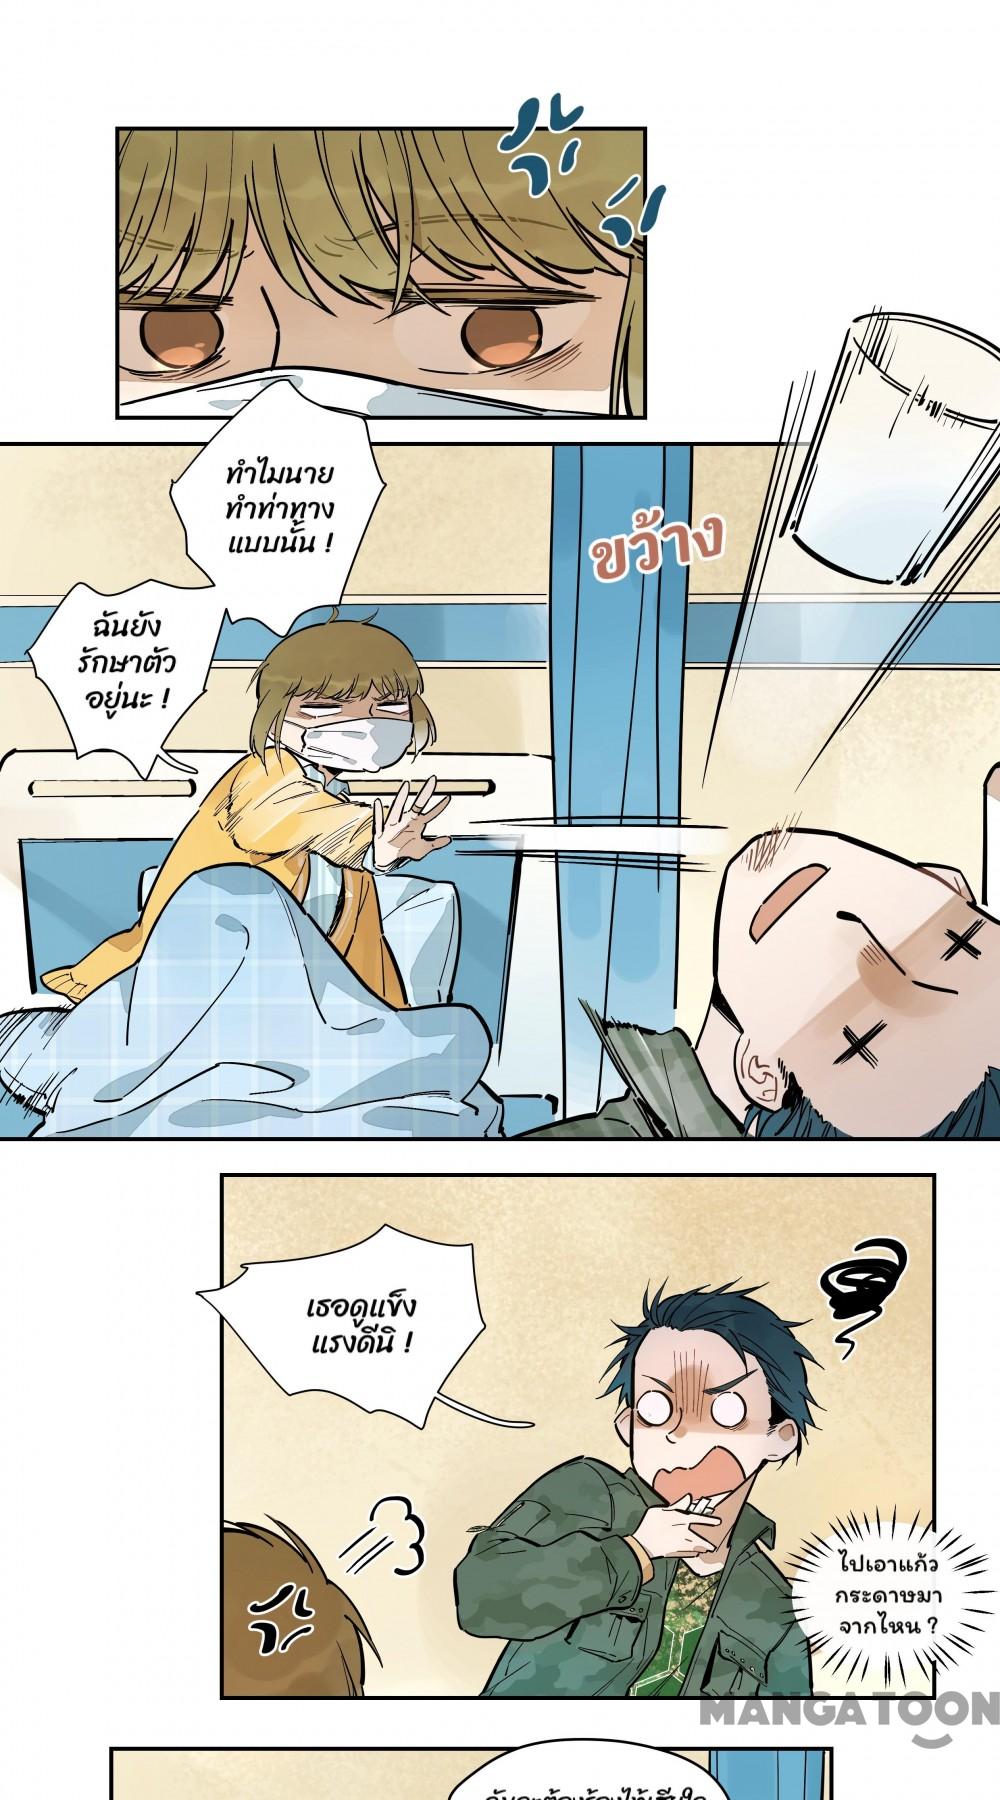 ทำไมนาย
ทำท่าทาง
แบบนั้น !
ขว้าง
ฉันยัง
รักษาตัว
อยู่นะ !
เธอดูแข็ง
แรงดีนิ !
ไปเอาแก้ว
กระดาษมา
จากไหน ?
MANGATOON